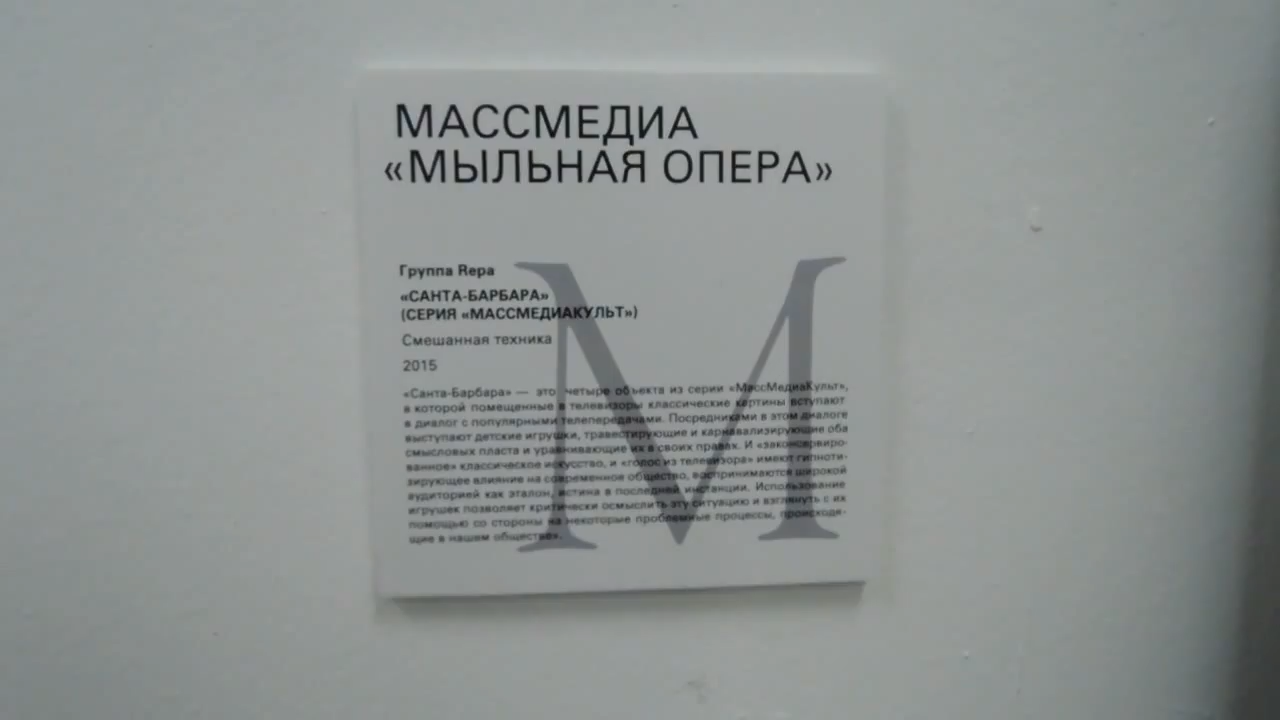 МАССМЕДИА
«МЫЛЬНАЯ ОПЕРА»
Группа Repa
«САНТА-БАРБАРА»
(СЕРИЯ «МАССМЕДИАКУЛЬТ»)
Смешанная техника
2015
«Санта-Барбара» — это четыре объекта из серии «МассМедиаКульт»,
в которой помещенные в телевизоры классические картины вступают
в диалог с популярными телепередачами. Посредниками в этом диалоге
выступают детские игрушки, травестирующие и карнавализирующие оба
смысловых пласта и уравнивающие их в своих правах. И «законсервиро-
ванное» классическое искусство, и «голос из телевизора» имеют гипноти-
зирующее влияние на современное общество, воспринимаются широкой
аудиторией как эталон, истина в последней инстанции. Использование
игрушек позволяет критически осмыслить эту ситуацию и взглянуть с их
помощью со стороны на некоторые проблемные процессы, происходя-
щие в нашем обществе».
М